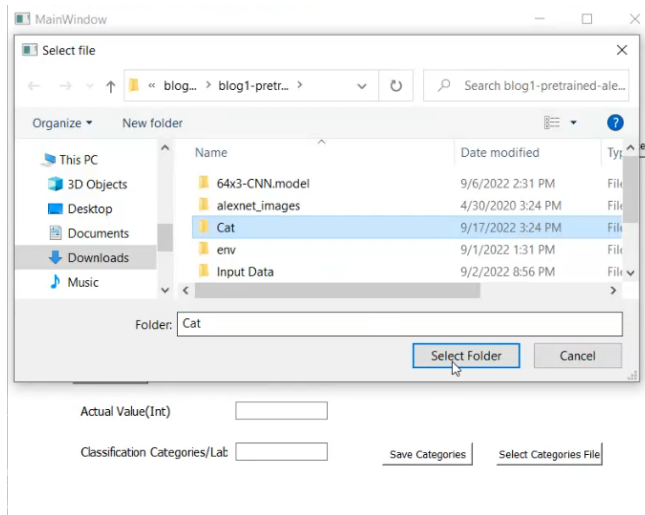 MainWindow
Select file
« blog... > blog1-pretr... >
Search blog1-pretrained-ale...
Organize
New folder
This PC
3D Objects
Desktop
Documents
Downloads
Music
Name Date modified
64x3-CNN.model 9/6/2022 2:31 PM
alexnet_images 4/30/2020 3:24 PM
Cat 9/17/2022 3:24 PM
env 9/1/2022 1:31 PM
Input Data 9/2/2022 8:56 PM
Folder: Cat
Select Folder Cancel
Actual Value(Int)
Classification Categories/Lab
Save Categories Select Categories File